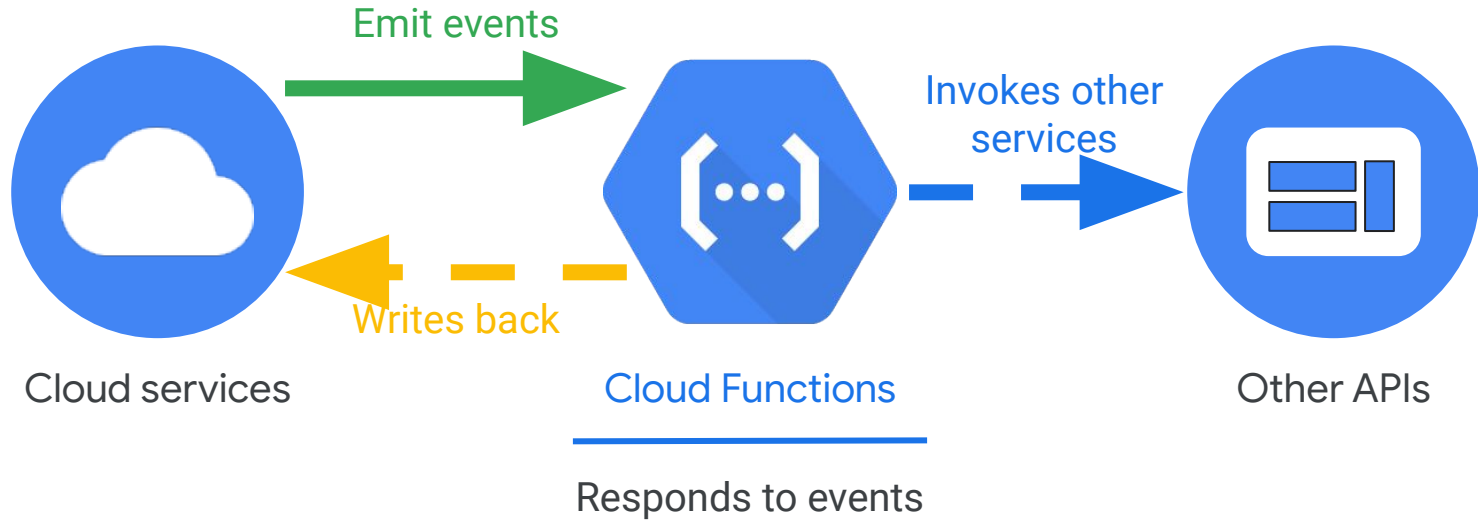 Emit events
Invokes other
services
Writes back
Cloud services
Cloud Functions
Other APIs
Responds to events